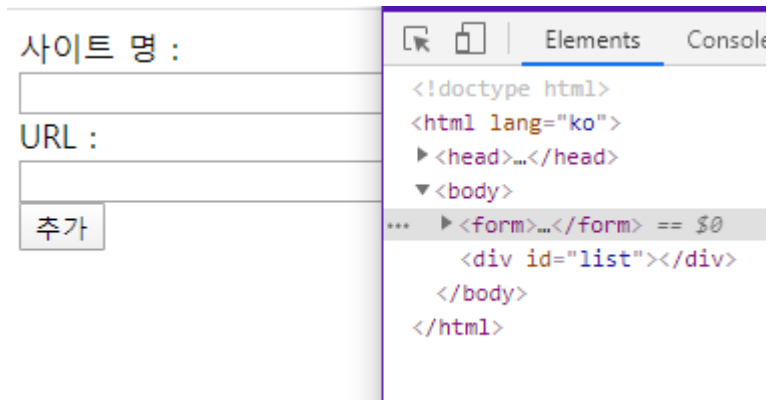 사이트 명 :
URL :
추가
Elements Console
<!doctype html>
<html lang="ko">
▶<head>…</head>
▼<body>
… ▶<form>…</form> == $0
<div id="list"></div>
</body>
</html>